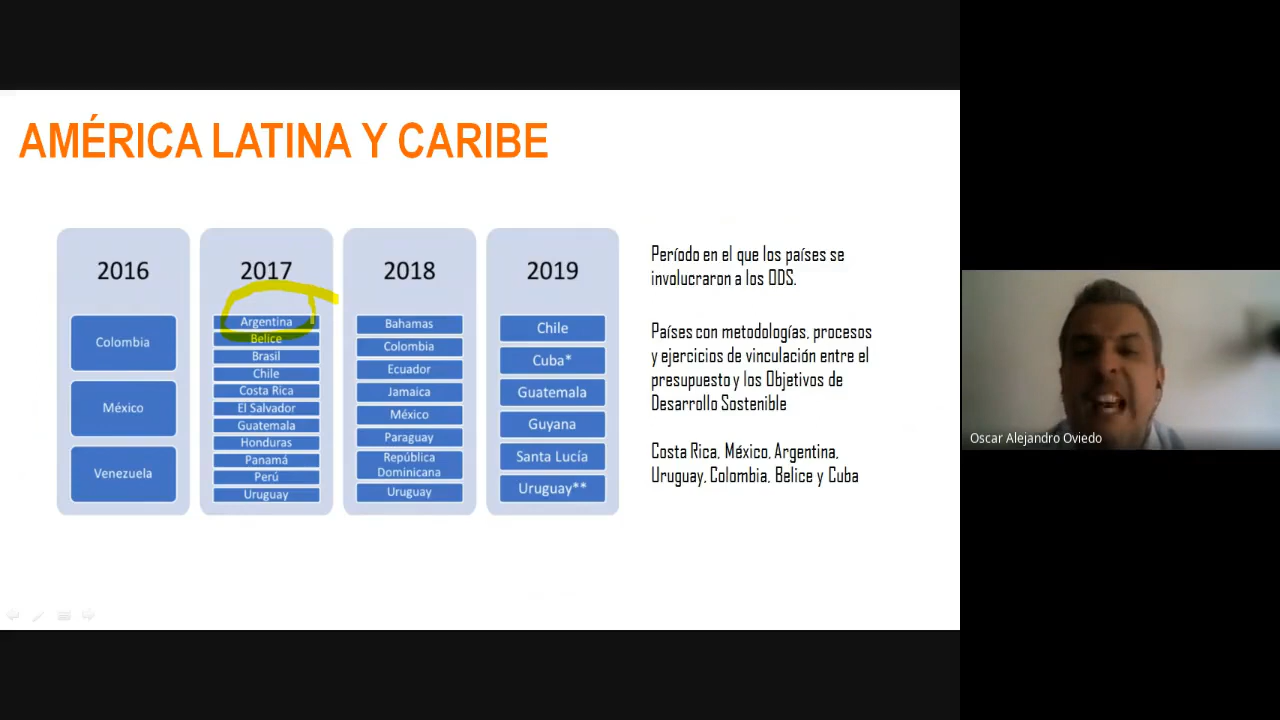 AMÉRICA LATINA Y CARIBE
2016
Colombia
México
Venezuela
2017
Argentina
Belice
Brasil
Chile
Costa Rica
El Salvador
Guatemala
Honduras
Panamá
Perú
Uruguay
2018
Bahamas
Colombia
Ecuador
Jamaica
México
Paraguay
República
Dominicana
Uruguay
2019
Chile
Cuba*
Guatemala
Guyana
Santa Lucía
Uruguay**
Período en el que los países se
involucraron a los ODS.
Países con metodologías, procesos
y ejercicios de vinculación entre el
presupuesto y los Objetivos de
Desarrollo Sostenible
Costa Rica, México, Argentina,
Uruguay, Colombia, Belice y Cuba
Oscar Alejandro Oviedo